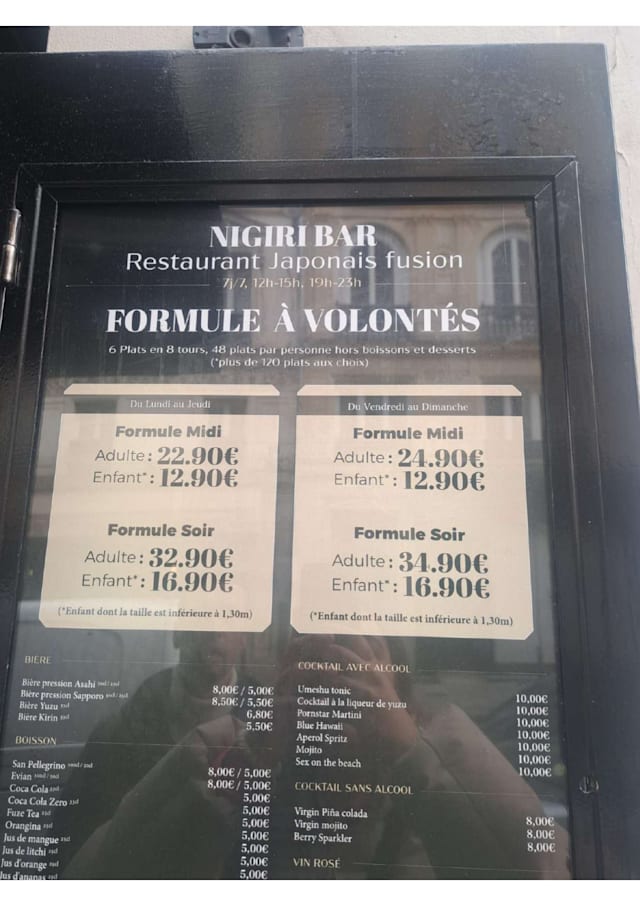 NIGIRI BAR
Restaurant Japonais fusion
7j/7, 12h-15h, 19h-23h
FORMULE À VOLONTÉS
6 Plats en 8 tours, 48 plats par personne hors boissons et desserts
(*plus de 120 plats aux choix)
Du Lundi au Jeudi
Formule Midi
Adulte : 22.90€
Enfant* : 12.90€
Formule Soir
Adulte : 32.90€
Enfant* : 16.90€
(*Enfant dont la taille est inférieure à 1,30m)
Du Vendredi au Dimanche
Formule Midi
Adulte : 24.90€
Enfant* : 12.90€
Formule Soir
Adulte : 34.90€
Enfant* : 16.90€
(*Enfant dont la taille est inférieure à 1,30m)
BIÈRE
Bière pression Asahi 8,00€ / 5,00€
Bière pression Sapporo 8,50€ / 5,50€
Bière Yuzu 6,80€
Bière Kirin 5,50€
BOISSON
San Pellegrino 8,00€ / 5,00€
Evian 8,00€ / 5,00€
Coca Cola 5,00€
Coca Cola Zero 5,00€
Fuze Tea 5,00€
Orangina 5,00€
Jus de mangue 5,00€
Jus de litchi 5,00€
Jus d'orange 5,00€
Jus d'ananas 5,00€
COCKTAIL AVEC ALCOOL
Umeshu tonic 10,00€
Cocktail à la liqueur de yuzu 10,00€
Pornstar Martini 10,00€
Blue Hawaii 10,00€
Aperol Spritz 10,00€
Mojito 10,00€
Sex on the beach 10,00€
COCKTAIL SANS ALCOOL
Virgin Piña colada 8,00€
Virgin mojito 8,00€
Berry Sparkler 8,00€
VIN ROSÉ